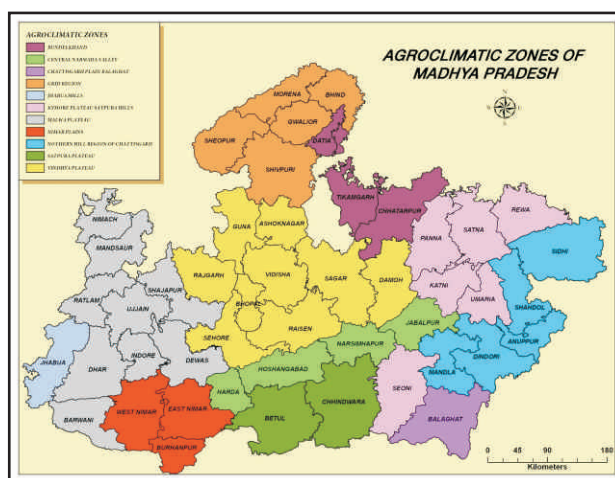 AGROCLIMATIC ZONES
BUNDELKHAND
CENTRAL NARMADA VALLEY
CHATTISGARH PLAIN BALAGHAT
GRID REGION
JHABUA HILLS
KYMORE PLATEAU SATPURA HILLS
MALWA PLATEAU
NIMAR PLAINS
NOTHERN HILL REGION OF CHATTISGARH
SATPURA PLATEAU
VINDHYA PLATEAU
AGROCLIMATIC ZONES OF
MADHYA PRADESH
N
MORENA
BHIND
GWALIOR
DATIA
SHEOPUR
SHIVPURI
TIKAMGARH
CHHATARPUR
REWA
SATNA
PANNA
SIDHI
NIMACH
MANDSAUR
GUNA
ASHOKNAGAR
RAJGARH
VIDISHA
SAGAR
DAMOH
KATNI
UMARIA
SHAHDOL
RATLAM
SHAJAPUR
UJJAIN
BHOPAL
RAISEN
SEHORE
JABALPUR
ANUPPUR
DINDORI
MANDLA
NARSIMHAPUR
HOSHANGABAD
JHABUA
DHAR
INDORE
DEWAS
HARDA
SEONI
BARWANI
WEST NIMAR
EAST NIMAR
BETUL
CHHINDWARA
BALAGHAT
BURHANPUR
0 45 90 180
Kilometers